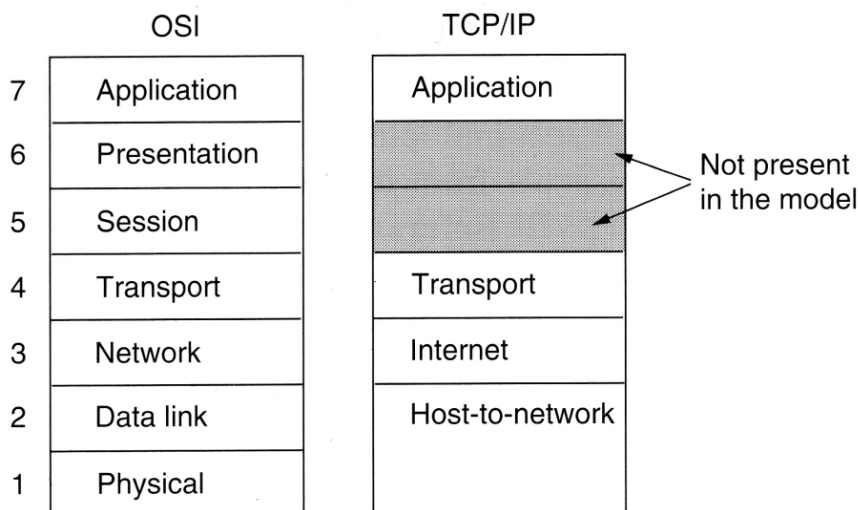 OSI TCP/IP
7 Application Application
6 Presentation
Not present
in the model
5 Session
4 Transport Transport
3 Network Internet
2 Data link Host-to-network
1 Physical